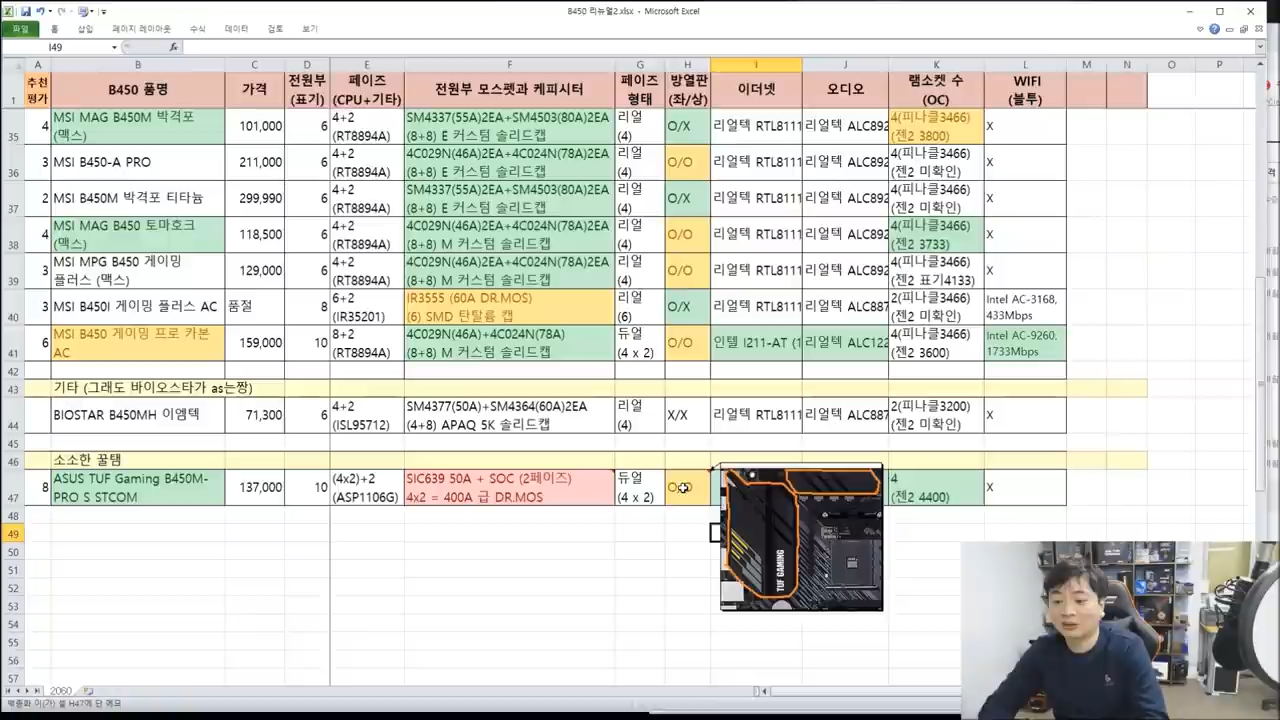 B450 리뉴얼2.xlsx - Microsoft Excel
파일 홈 삽입 페이지 레이아웃 수식 데이터 검토 보기
I49 fx
A B C D E F G H I J K L M N O P
추천 평가 B450 품명 가격 전원부 (표기) 페이즈 (CPU+기타) 전원부 모스펫과 케피시터 페이즈 형태 방열판 (좌/상) 이더넷 오디오 램소켓 수 (OC) WIFI (블투)
1
35 4 MSI MAG B450M 박격포 (맥스) 101,000 6 4+2 (RT8894A) SM4337(55A)2EA+SM4503(80A)2EA (8+8) E 커스텀 솔리드캡 리얼 (4) O/X 리얼텍 RTL8111 리얼텍 ALC892 4(피나클3466) (젠2 3800) X
36 3 MSI B450-A PRO 211,000 6 4+2 (RT8894A) 4C029N(46A)2EA+4C024N(78A)2EA (8+8) E 커스텀 솔리드캡 리얼 (4) O/O 리얼텍 RTL8111 리얼텍 ALC892 4(피나클3466) (젠2 미확인) X
37 2 MSI B450M 박격포 티타늄 299,990 6 4+2 (RT8894A) SM4337(55A)2EA+SM4503(80A)2EA (8+8) E 커스텀 솔리드캡 리얼 (4) O/X 리얼텍 RTL8111 리얼텍 ALC892 4(피나클3466) (젠2 미확인) X
38 4 MSI MAG B450 토마호크 (맥스) 118,500 6 4+2 (RT8894A) 4C029N(46A)2EA+4C024N(78A)2EA (8+8) M 커스텀 솔리드캡 리얼 (4) O/O 리얼텍 RTL8111 리얼텍 ALC892 4(피나클3466) (젠2 3733) X
39 3 MSI MPG B450 게이밍 플러스 (맥스) 129,000 6 4+2 (RT8894A) 4C029N(46A)2EA+4C024N(78A)2EA (8+8) M 커스텀 솔리드캡 리얼 (4) O/O 리얼텍 RTL8111 리얼텍 ALC892 4(피나클3466) (젠2 표기4133) X
40 3 MSI B450I 게이밍 플러스 AC 품절 8 6+2 (IR35201) IR3555 (60A DR.MOS) (6) SMD 탄탈륨 캡 리얼 (6) O/X 리얼텍 RTL8111 리얼텍 ALC887 2(피나클3466) (젠2 미확인) Intel AC-3168, 433Mbps
41 6 MSI B450 게이밍 프로 카본 AC 159,000 10 8+2 (RT8894A) 4C029N(46A)+4C024N(78A) (8+8) M 커스텀 솔리드캡 듀얼 (4 x 2) O/O 인텔 I211-AT (1 리얼텍 ALC122 4(피나클3466) (젠2 3600) Intel AC-9260, 1733Mbps
42
43 기타 (그래도 바이오스타가 as는짱)
44 BIOSTAR B450MH 이엠텍 71,300 6 4+2 (ISL95712) SM4377(50A)+SM4364(60A)2EA (4+8) APAQ 5K 솔리드캡 리얼 (4) X/X 리얼텍 RTL8111 리얼텍 ALC887 2(피나클3200) (젠2 미확인) X
45
46 소소한 꿀탬
47 8 ASUS TUF Gaming B450M-PRO S STCOM 137,000 10 (4x2)+2 (ASP1106G) SIC639 50A + SOC (2페이즈) 4x2 = 400A 급 DR.MOS 듀얼 (4 x 2) O/O 4 (젠2 4400) X
TUF GAMING
48
49
50
51
52
53
54
55
56
57
2060